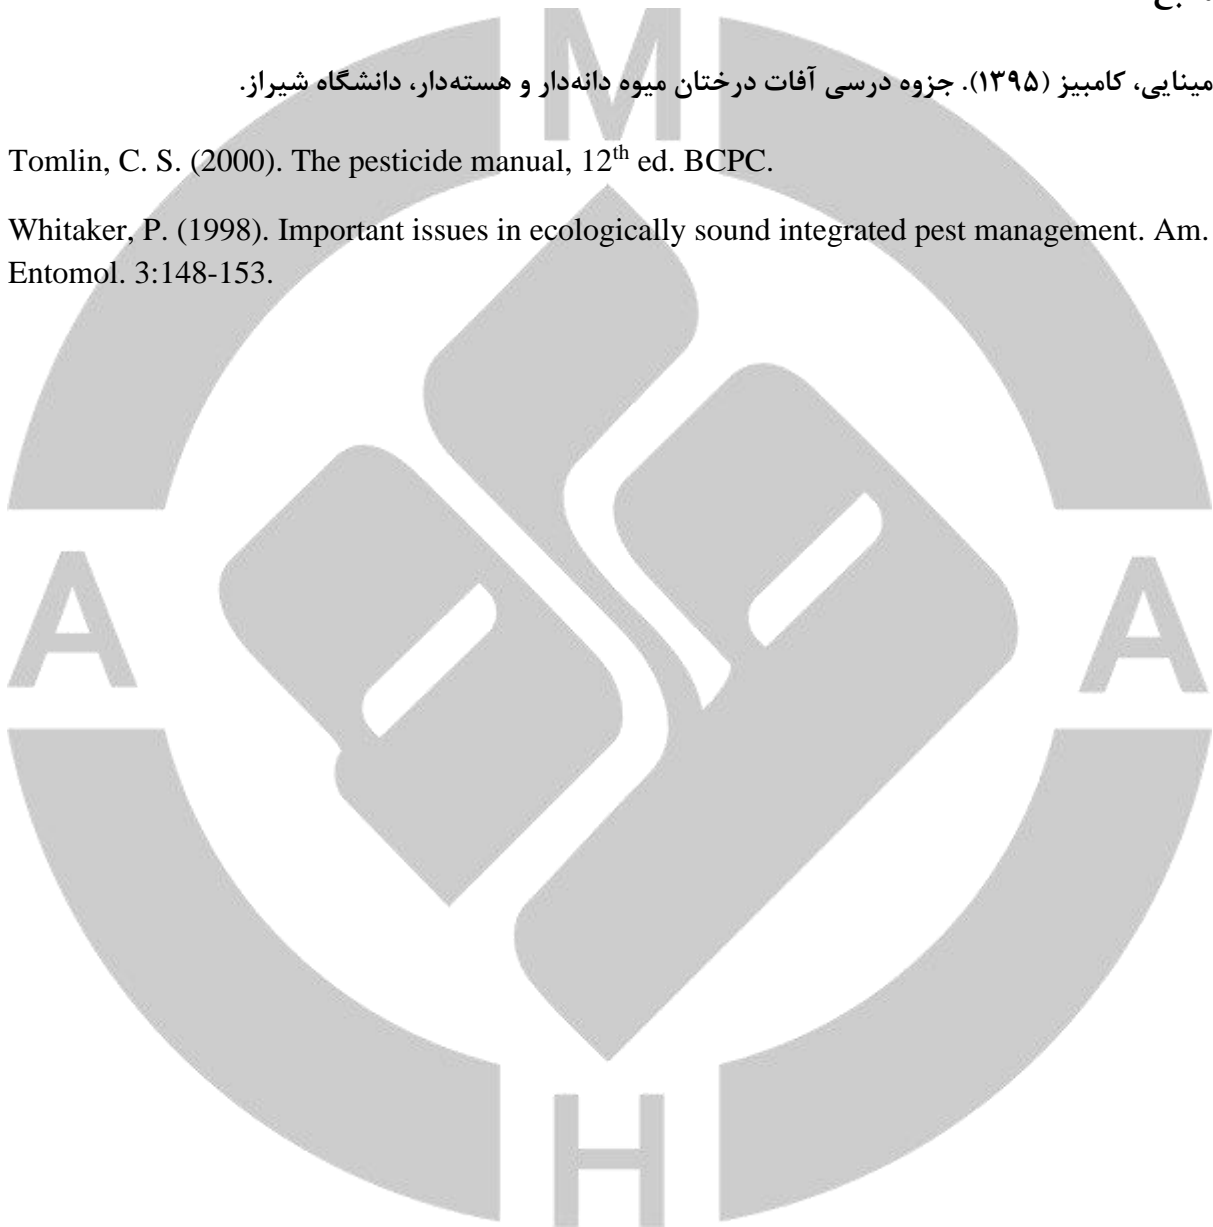 مینایی، کامبیز (۱۳۹۵). جزوه درسی آفات درختان میوه دانه‌دار و هسته‌دار، دانشگاه شیراز.
Tomlin, C. S. (2000). The pesticide manual, 12th ed. BCPC.
Whitaker, P. (1998). Important issues in ecologically sound integrated pest management. Am.
Entomol. 3:148-153.
M
A
A
H